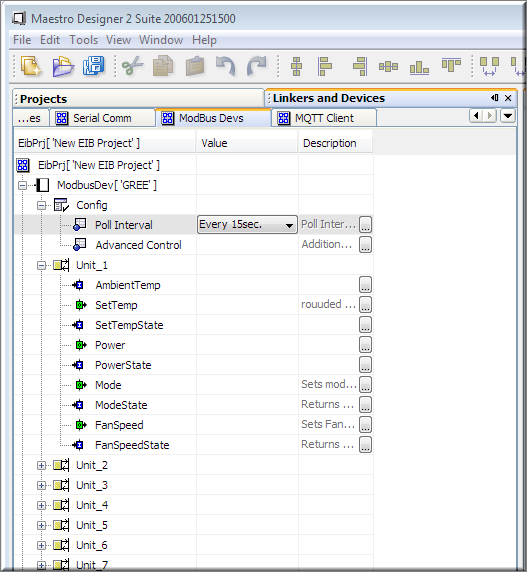 Maestro Designer 2 Suite 200601251500
File Edit Tools View Window Help
Projects Linkers and Devices
...es Serial Comm ModBus Devs MQTT Client
EibPrj[ 'New EIB Project' ] Value Description
EibPrj[ 'New EIB Project' ]
ModbusDev[ 'GREE' ]
Config
Poll Interval Every 15sec. Poll Inter... ...
Advanced Control Addition... ...
Unit_1
AmbientTemp ...
SetTemp rouuded ... ...
SetTempState ...
Power ...
PowerState ...
Mode Sets mod... ...
ModeState Returns ... ...
FanSpeed Sets Fan... ...
FanSpeedState Returns ... ...
Unit_2
Unit_3
Unit_4
Unit_5
Unit_6
Unit_7